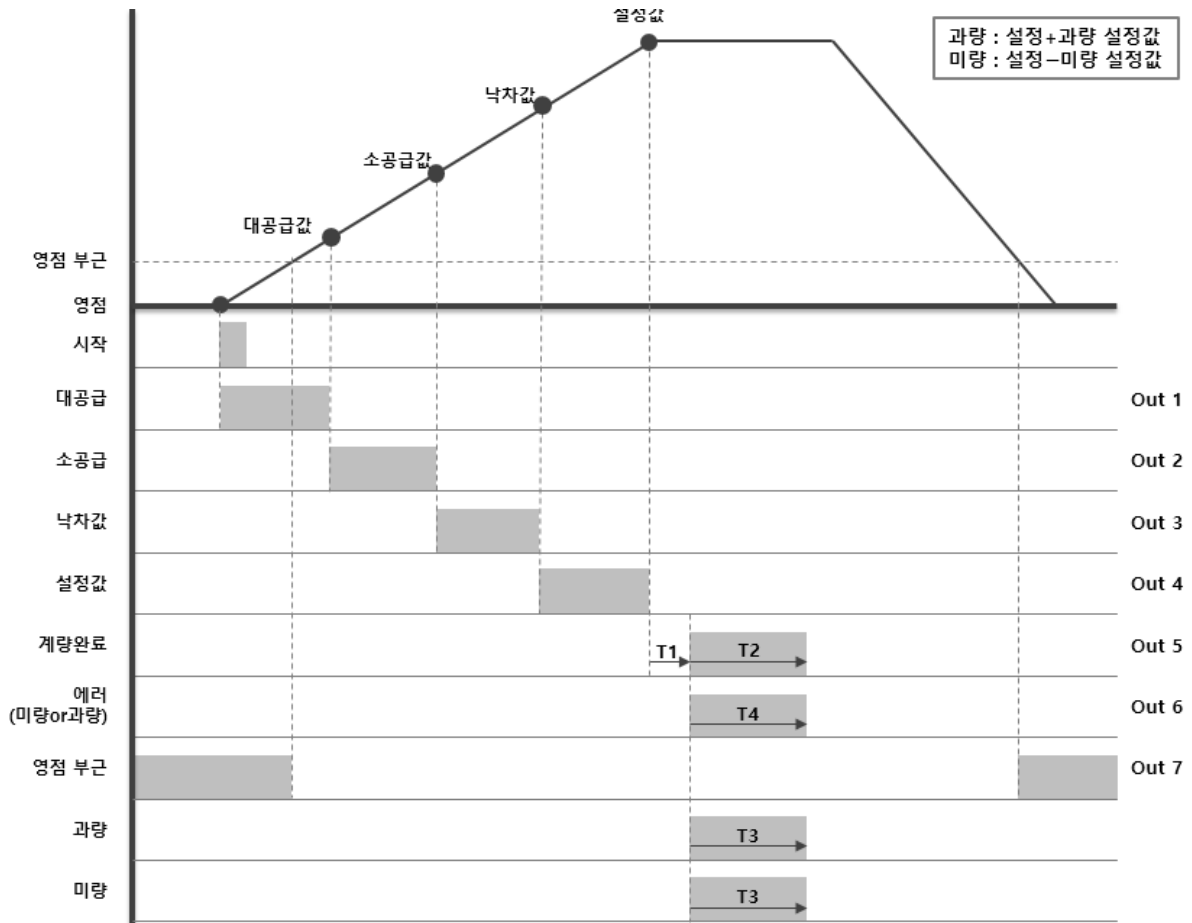 설정값
과량 : 설정+과량 설정값
미량 : 설정-미량 설정값
낙차값
소공급값
대공급값
영점 부근
영점
시작
대공급 Out 1
소공급 Out 2
낙차값 Out 3
설정값 Out 4
계량완료 T1 T2 Out 5
에러
(미량or과량) T4 Out 6
영점 부근 Out 7
과량 T3
미량 T3